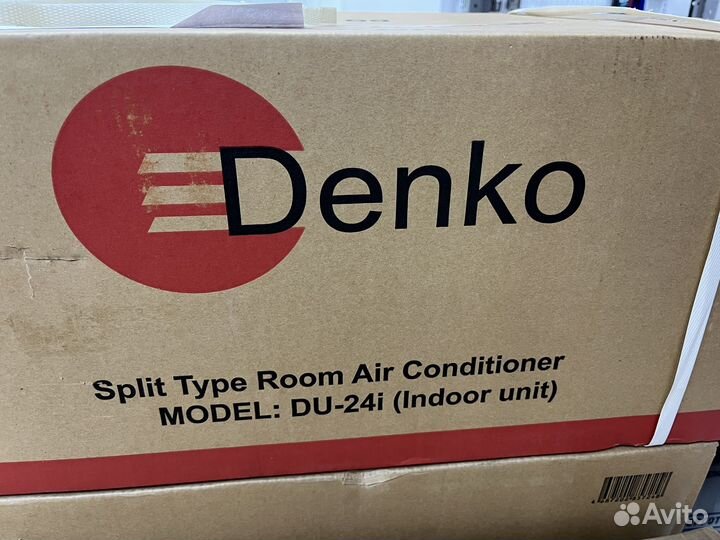 Denko
Split Type Room Air Conditioner
MODEL: DU-24i (Indoor unit)
Avito